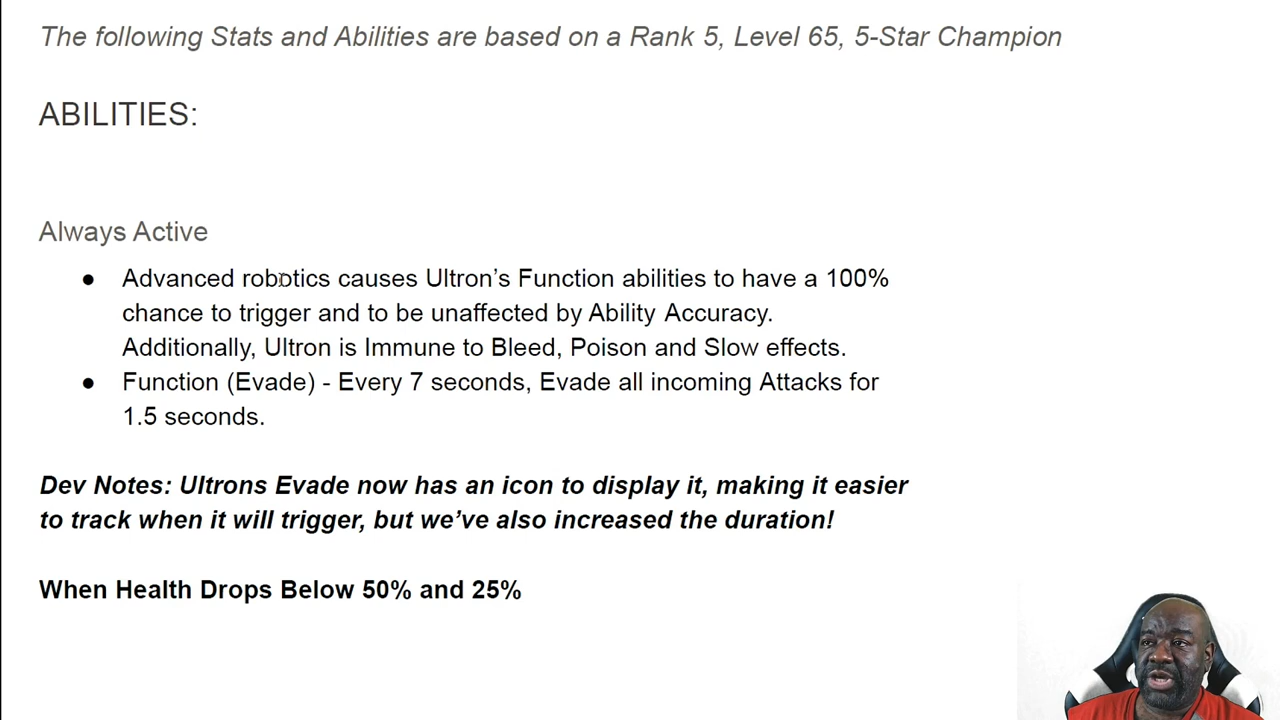 The following Stats and Abilities are based on a Rank 5, Level 65, 5-Star Champion
ABILITIES:
Always Active
● Advanced robotics causes Ultron’s Function abilities to have a 100%
chance to trigger and to be unaffected by Ability Accuracy.
Additionally, Ultron is Immune to Bleed, Poison and Slow effects.
● Function (Evade) - Every 7 seconds, Evade all incoming Attacks for
1.5 seconds.
Dev Notes: Ultrons Evade now has an icon to display it, making it easier
to track when it will trigger, but we’ve also increased the duration!
When Health Drops Below 50% and 25%